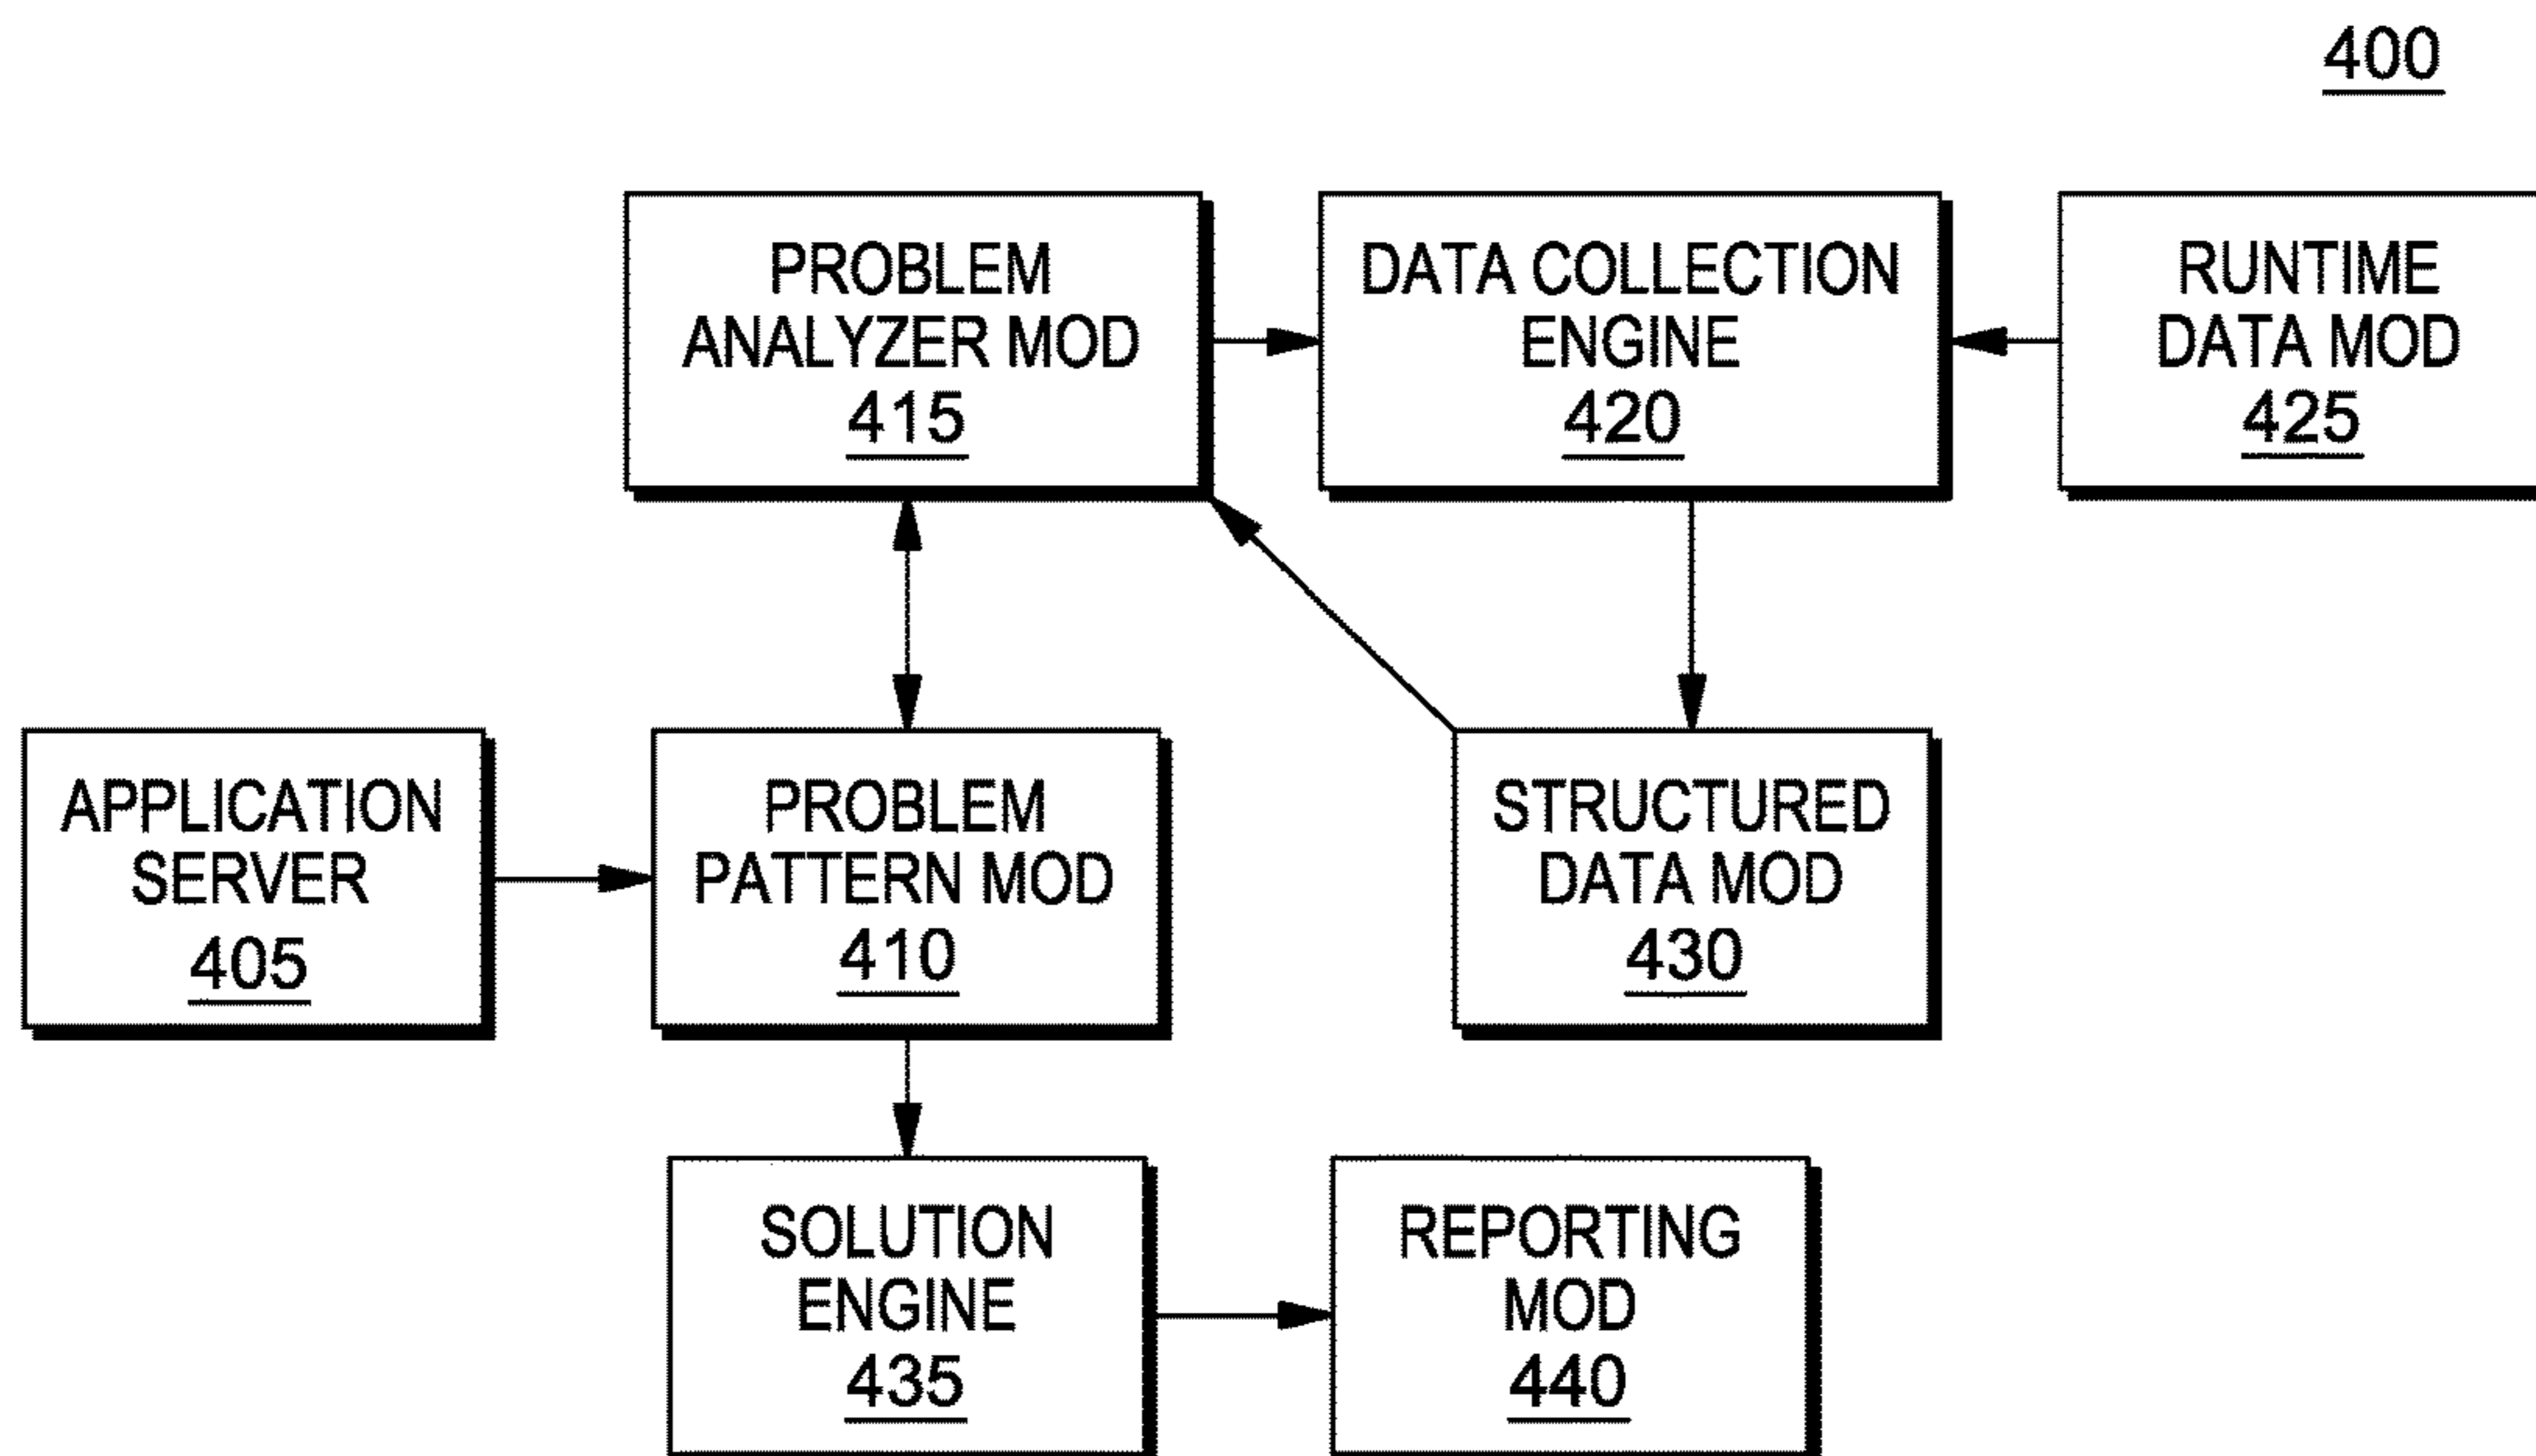 400
PROBLEM
ANALYZER MOD
415
DATA COLLECTION
ENGINE
420
RUNTIME
DATA MOD
425
APPLICATION
SERVER
405
PROBLEM
PATTERN MOD
410
STRUCTURED
DATA MOD
430
SOLUTION
ENGINE
435
REPORTING
MOD
440